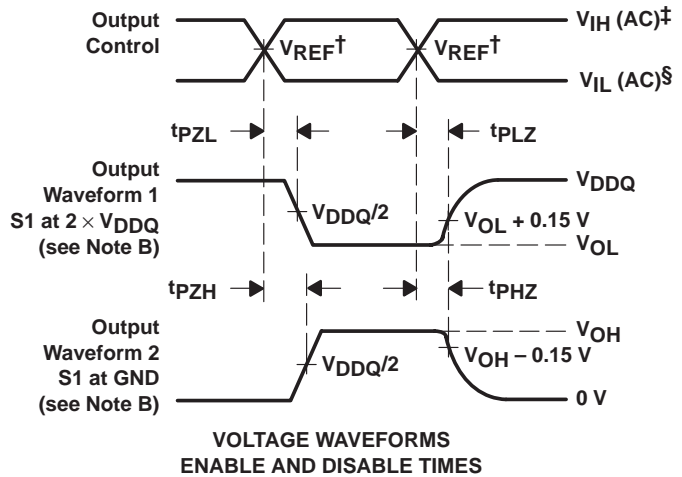 Output
Control
VREF†
VREF†
VIH (AC)‡
VIL (AC)§
tPZL
tPLZ
Output
Waveform 1
S1 at 2 × VDDQ
(see Note B)
VDDQ/2
VDDQ
VOL + 0.15 V
VOL
tPZH
tPHZ
Output
Waveform 2
S1 at GND
(see Note B)
VDDQ/2
VOH
VOH – 0.15 V
0 V
VOLTAGE WAVEFORMS
ENABLE AND DISABLE TIMES